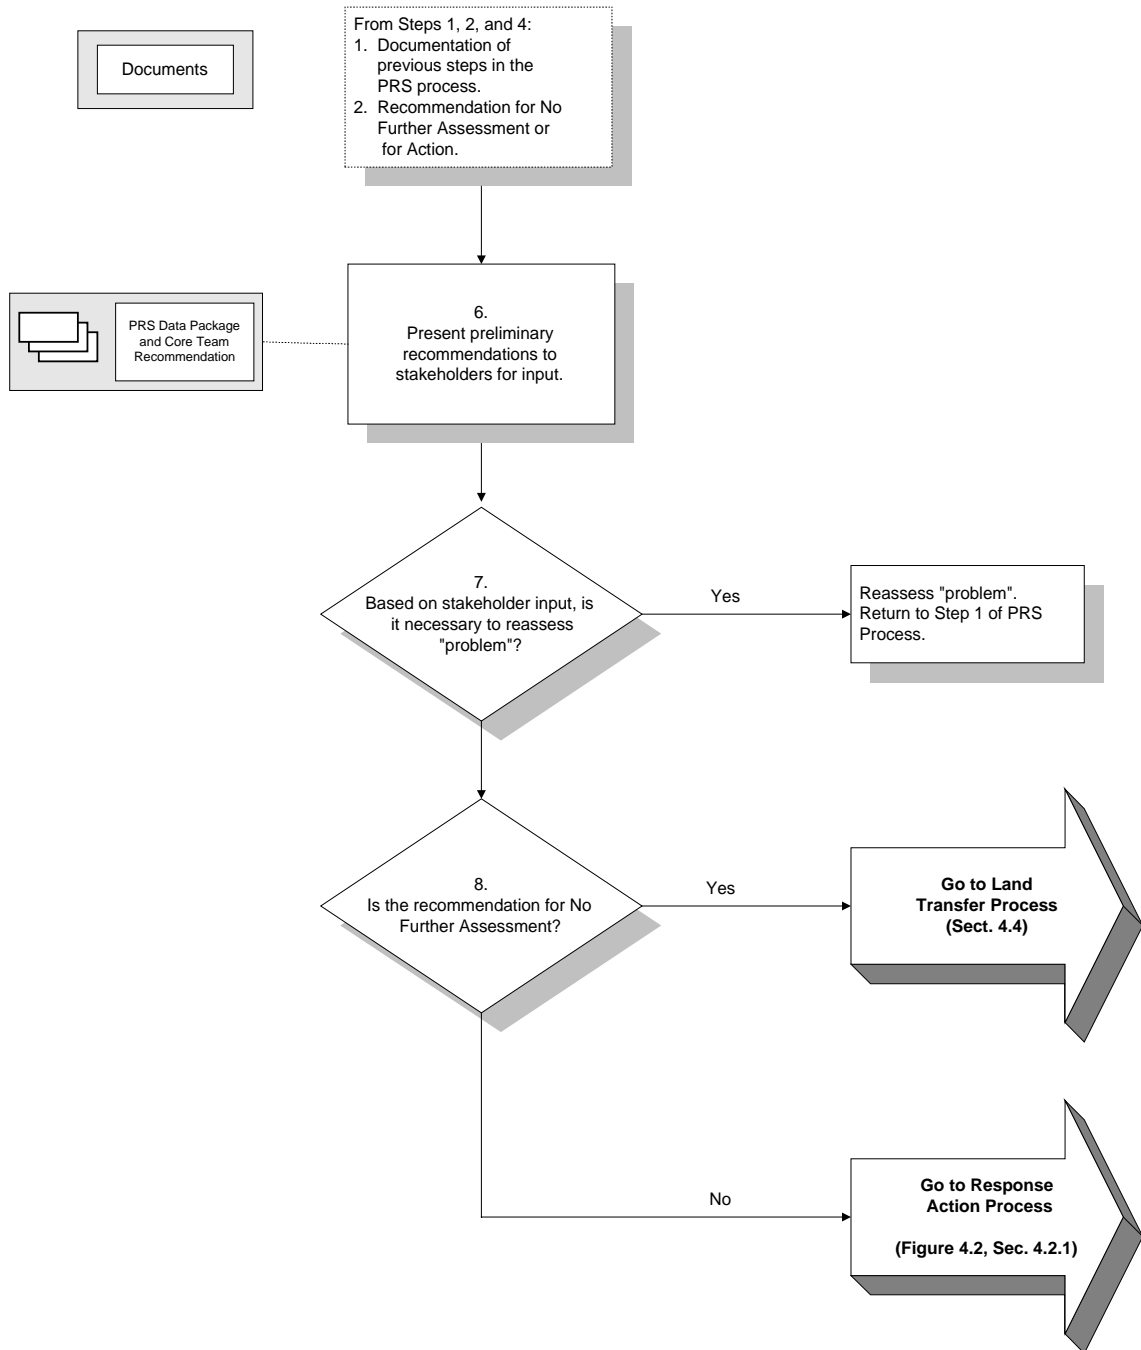 Documents
From Steps 1, 2, and 4:
1. Documentation of
previous steps in the
PRS process.
2. Recommendation for No
Further Assessment or
for Action.
PRS Data Package
and Core Team
Recommendation
6.
Present preliminary
recommendations to
stakeholders for input.
7.
Based on stakeholder input, is
it necessary to reassess
"problem"?
Yes
Reassess "problem".
Return to Step 1 of PRS
Process.
8.
Is the recommendation for No
Further Assessment?
Yes
Go to Land
Transfer Process
(Sect. 4.4)
No
Go to Response
Action Process
(Figure 4.2, Sec. 4.2.1)